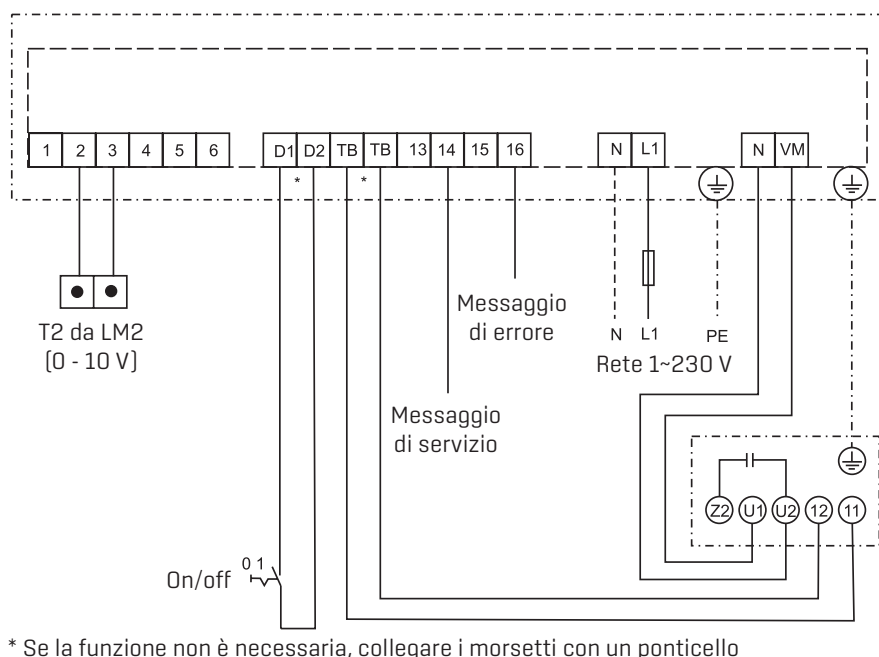 1 2 3 4 5 6 D1 D2 TB TB 13 14 15 16 N L1 N VM
* *
T2 da LM2
(0 - 10 V)
Messaggio
di errore
N L1 PE
Rete 1~230 V
Messaggio
di servizio
Z2 U1 U2 12 11
0 1
On/off
* Se la funzione non è necessaria, collegare i morsetti con un ponticello